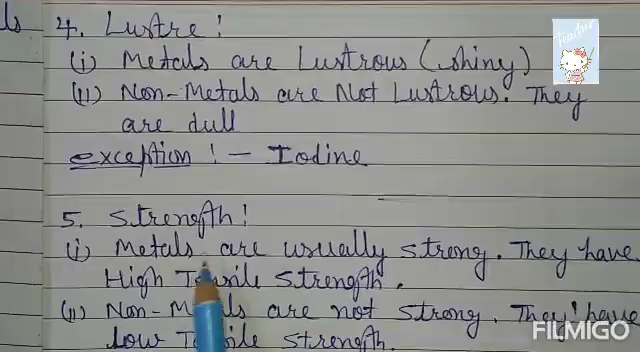 ls
4. Lustre :
Teacher
(i) Metals are Lustrous (shiny)
(ii) Non-Metals are Not Lustrous. They
are dull
exception :- Iodine
5. Strength :
(i) Metals are usually strong. They have
High Tensile strength.
(ii) Non-Metals are not strong. They have
low Tensile strength.
FILMIGO